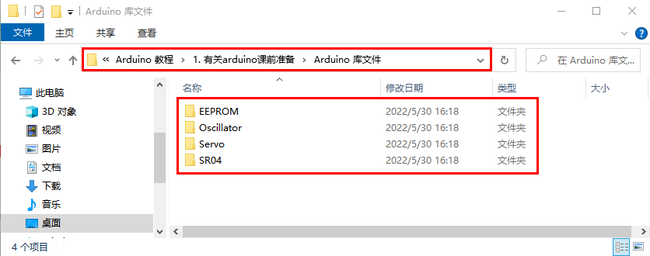 Arduino 库文件
文件 主页 共享 查看
« Arduino 教程 › 1. 有关arduino课前准备 › Arduino 库文件
在 Arduino 库文...
名称 修改日期 类型 大小
此电脑
3D 对象
视频
图片
文档
下载
音乐
桌面
EEPROM 2022/5/30 16:18 文件夹
Oscillator 2022/5/30 16:18 文件夹
Servo 2022/5/30 16:18 文件夹
SR04 2022/5/30 16:18 文件夹
4 个项目